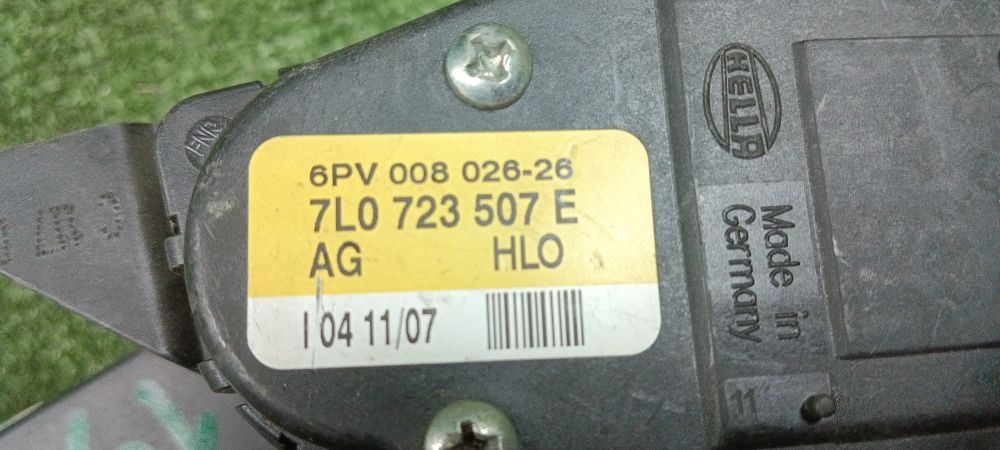 6PV 008 026-26
7L0 723 507 E
AG HLO
I 04 11/07
HELLA
Made in
Germany
11